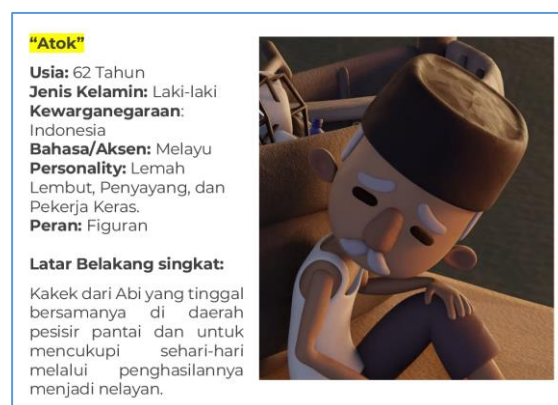 “Atok”
Usia: 62 Tahun
Jenis Kelamin: Laki-laki
Kewarganegaraan:
Indonesia
Bahasa/Aksen: Melayu
Personality: Lemah
Lembut, Penyayang, dan
Pekerja Keras.
Peran: Figuran
Latar Belakang singkat:
Kakek dari Abi yang tinggal
bersamanya di daerah
pesisir pantai dan untuk
mencukupi sehari-hari
melalui penghasilannya
menjadi nelayan.